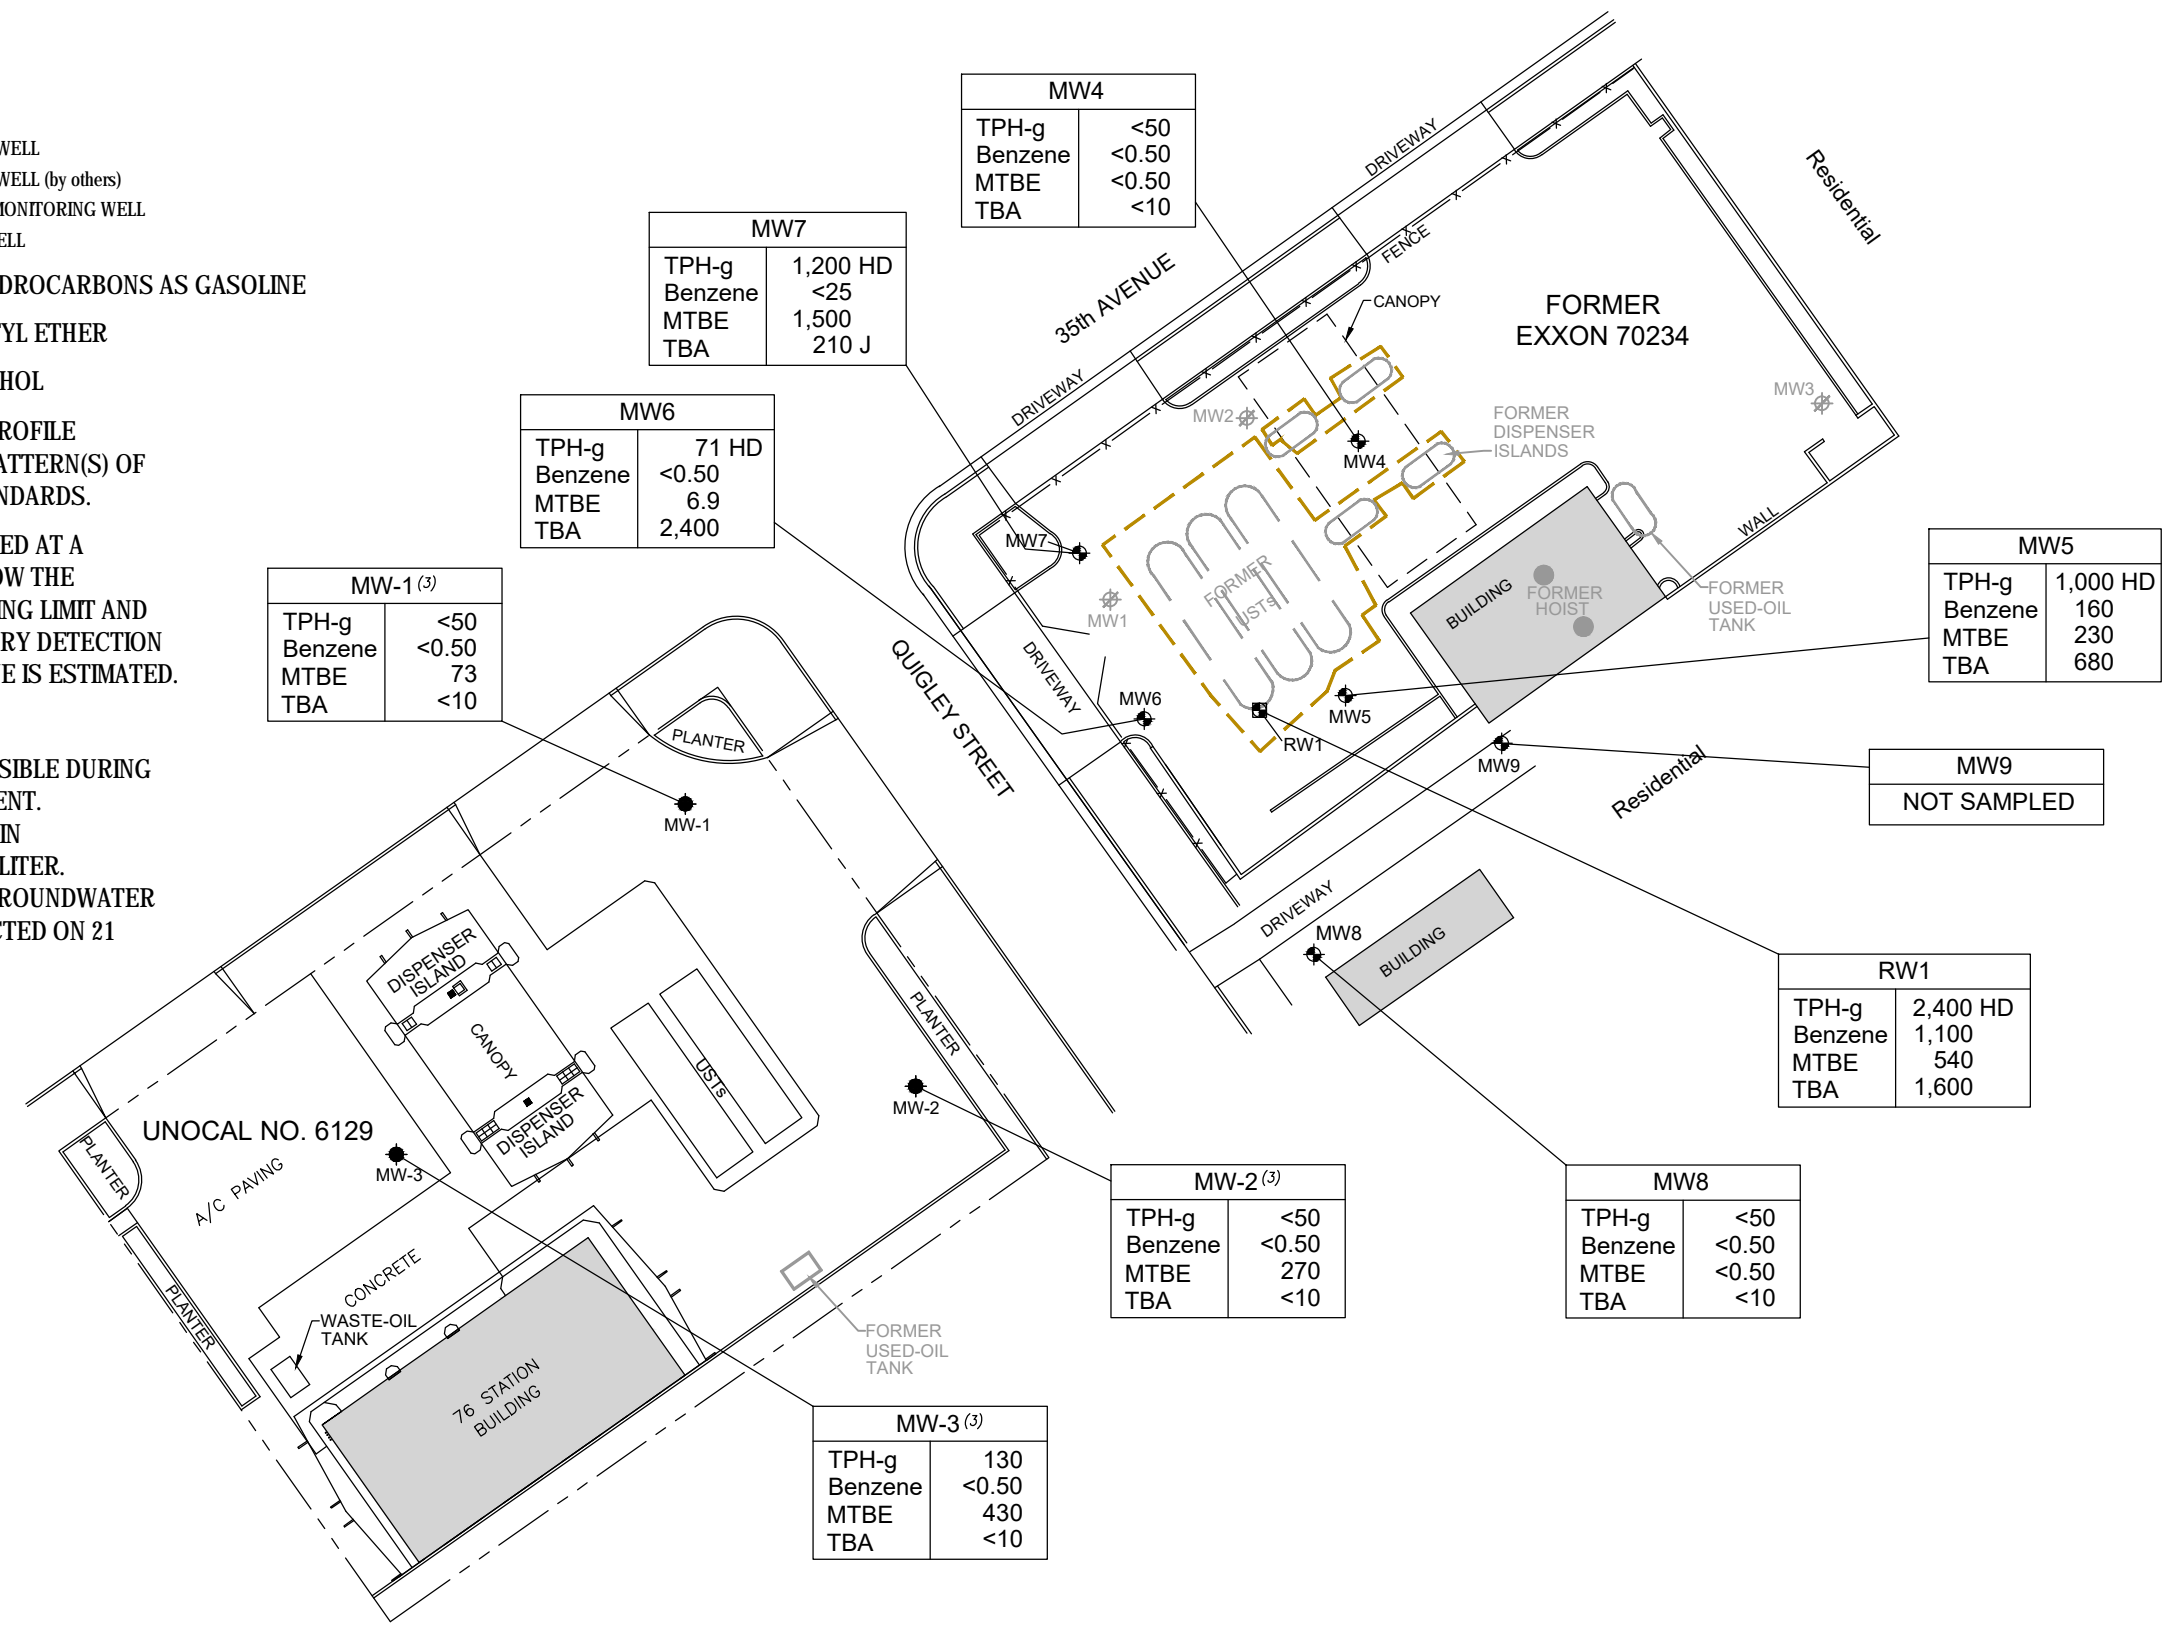 WELL
WELL (by others)
MONITORING WELL
ELL
DROCARBONS AS GASOLINE
YL ETHER
HOL
ROFILE
ATTERN(S) OF
NDARDS.
ED AT A
OW THE
ING LIMIT AND
RY DETECTION
E IS ESTIMATED.
SIBLE DURING
ENT.
IN
LITER.
ROUNDWATER
CTED ON 21
MW4
TPH-g <50
Benzene <0.50
MTBE <0.50
TBA <10
MW7
TPH-g 1,200 HD
Benzene <25
MTBE 1,500
TBA 210 J
MW6
TPH-g 71 HD
Benzene <0.50
MTBE 6.9
TBA 2,400
MW-1 (3)
TPH-g <50
Benzene <0.50
MTBE 73
TBA <10
MW5
TPH-g 1,000 HD
Benzene 160
MTBE 230
TBA 680
MW9
NOT SAMPLED
RW1
TPH-g 2,400 HD
Benzene 1,100
MTBE 540
TBA 1,600
MW8
TPH-g <50
Benzene <0.50
MTBE <0.50
TBA <10
MW-2 (3)
TPH-g <50
Benzene <0.50
MTBE 270
TBA <10
MW-3 (3)
TPH-g 130
Benzene <0.50
MTBE 430
TBA <10
35th AVENUE
DRIVEWAY
DRIVEWAY
FENCE
CANOPY
FORMER
EXXON 70234
Residential
MW2
MW3
MW4
FORMER
DISPENSER
ISLANDS
WALL
MW7
MW1
FORMER
USTs
BUILDING
FORMER
HOIST
FORMER
USED-OIL
TANK
DRIVEWAY
QUIGLEY STREET
MW6
MW5
RW1
MW9
Residential
PLANTER
MW-1
DRIVEWAY
MW8
BUILDING
DISPENSER
ISLAND
CANOPY
DISPENSER
ISLAND
USTs
PLANTER
MW-2
UNOCAL NO. 6129
MW-3
PLANTER
A/C PAVING
PLANTER
CONCRETE
WASTE-OIL
TANK
76 STATION
BUILDING
FORMER
USED-OIL
TANK